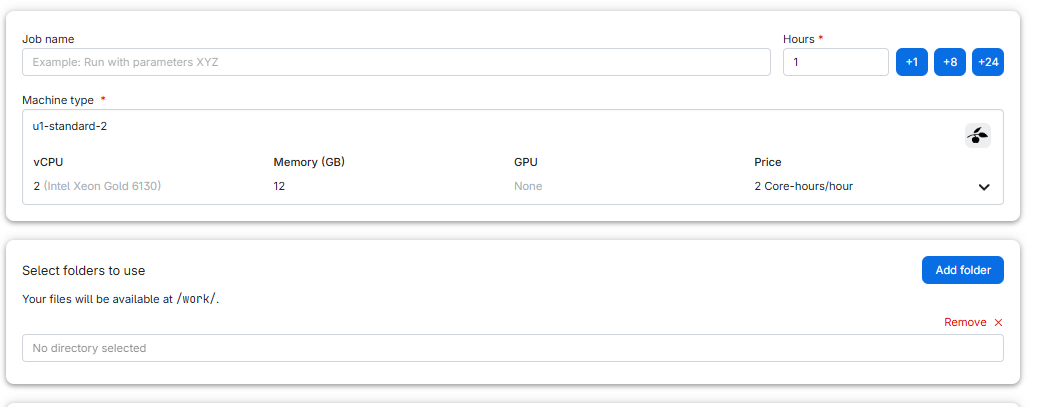 Job name
Hours *
Example: Run with parameters XYZ
1
+1
+8
+24
Machine type *
u1-standard-2
vCPU
Memory (GB)
GPU
Price
2 (Intel Xeon Gold 6130)
12
None
2 Core-hours/hour
Select folders to use
Add folder
Your files will be available at /work/.
Remove ×
No directory selected